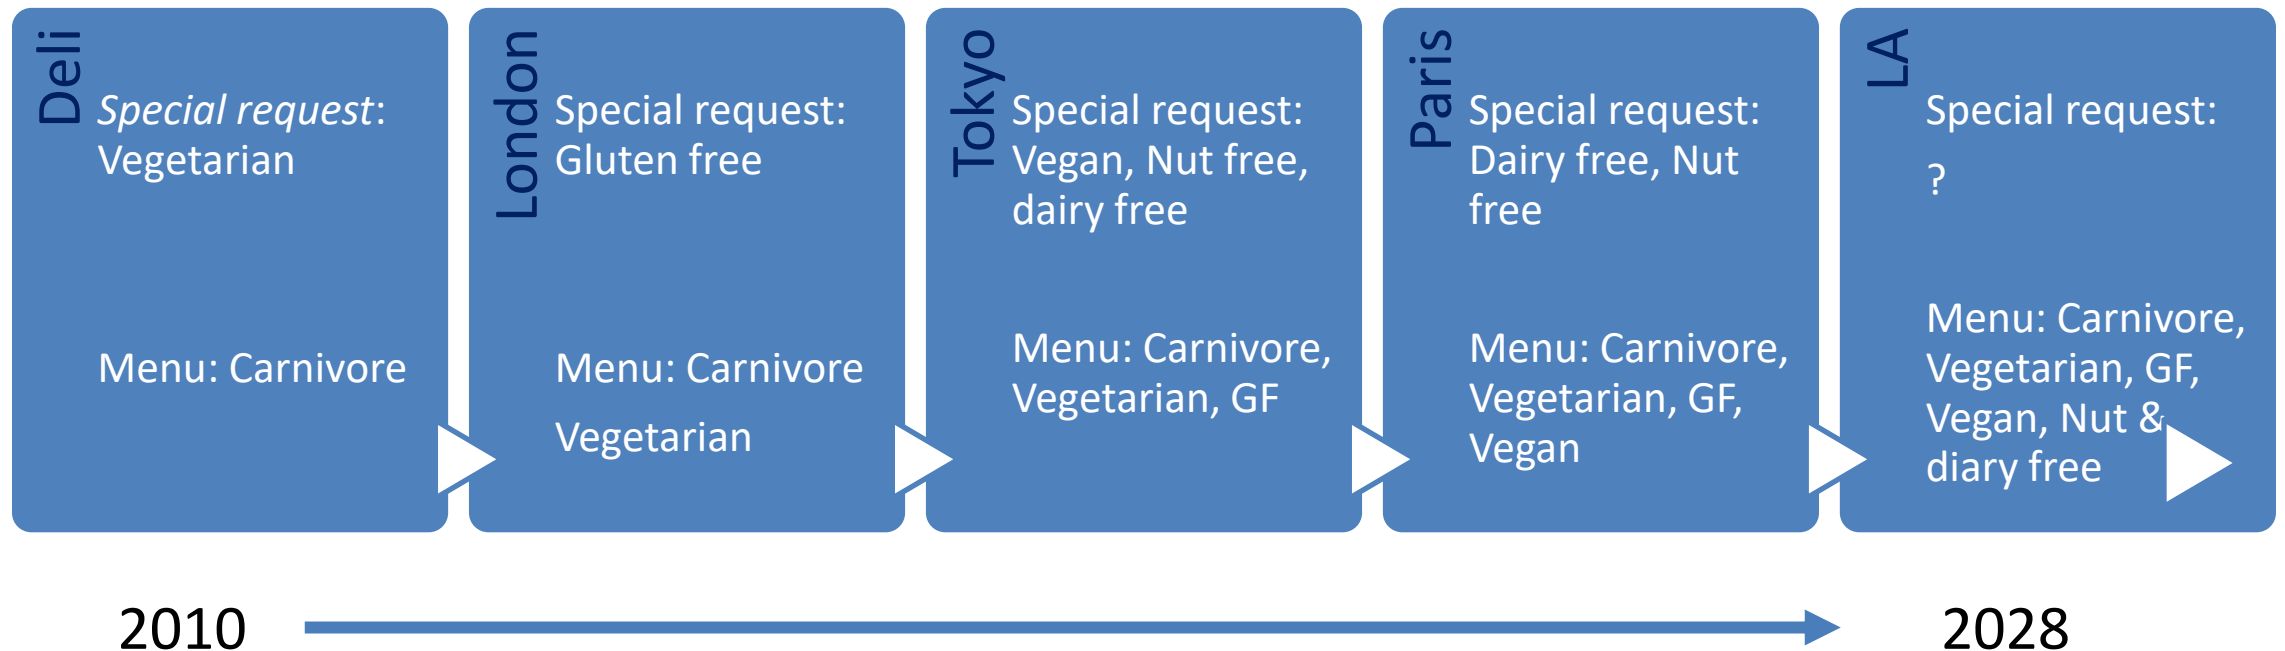 Deli
Special request:
Vegetarian
Menu: Carnivore
London
Special request:
Gluten free
Menu: Carnivore
Vegetarian
Tokyo
Special request:
Vegan, Nut free,
dairy free
Menu: Carnivore,
Vegetarian, GF
Paris
Special request:
Dairy free, Nut
free
Menu: Carnivore,
Vegetarian, GF,
Vegan
LA
Special request:
?
Menu: Carnivore,
Vegetarian, GF,
Vegan, Nut &
diary free
2010
2028